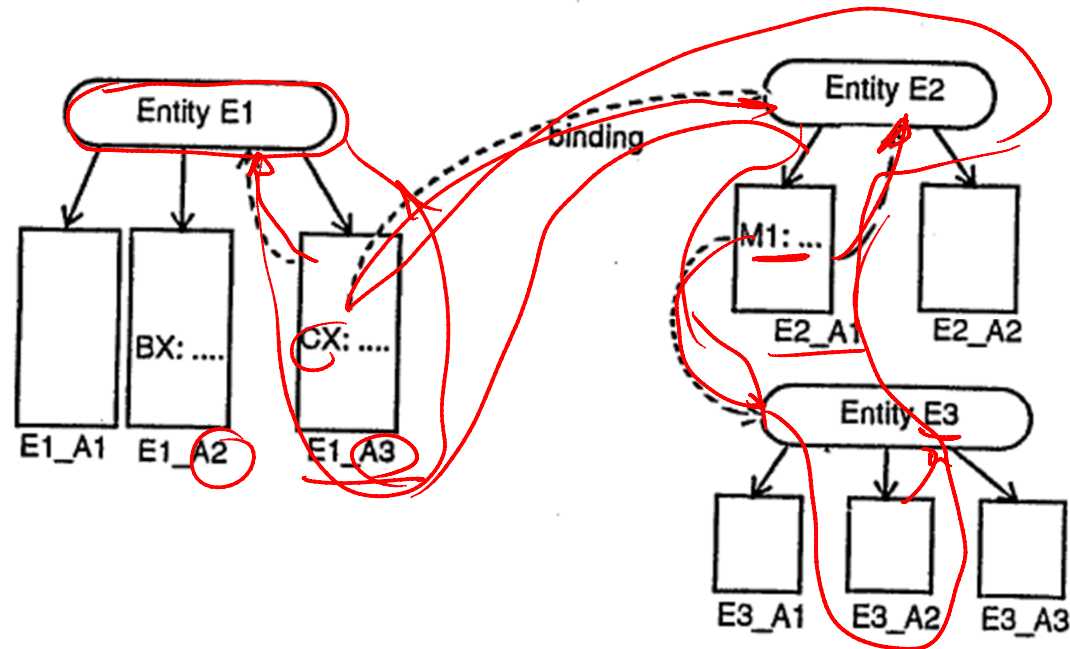 Entity E1
BX: ....
CX: ....
E1_A1
E1_A2
E1_A3
binding
Entity E2
M1: ...
E2_A1
E2_A2
Entity E3
E3_A1
E3_A2
E3_A3